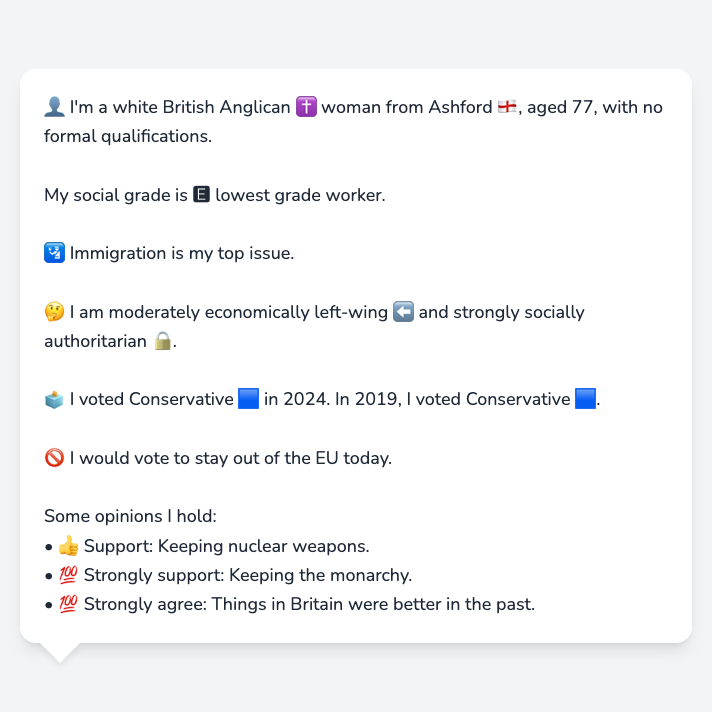 👤 I'm a white British Anglican ✝️ woman from Ashford 🏴󠁧󠁢󠁥󠁮󠁧󠁿, aged 77, with no
formal qualifications.
My social grade is 🅴 lowest grade worker.
🛂 Immigration is my top issue.
🤔 I am moderately economically left-wing ⬅️ and strongly socially
authoritarian 🔒.
🗳️ I voted Conservative 🟦 in 2024. In 2019, I voted Conservative 🟦.
🚫 I would vote to stay out of the EU today.
Some opinions I hold:
• 👍 Support: Keeping nuclear weapons.
• 💯 Strongly support: Keeping the monarchy.
• 💯 Strongly agree: Things in Britain were better in the past.